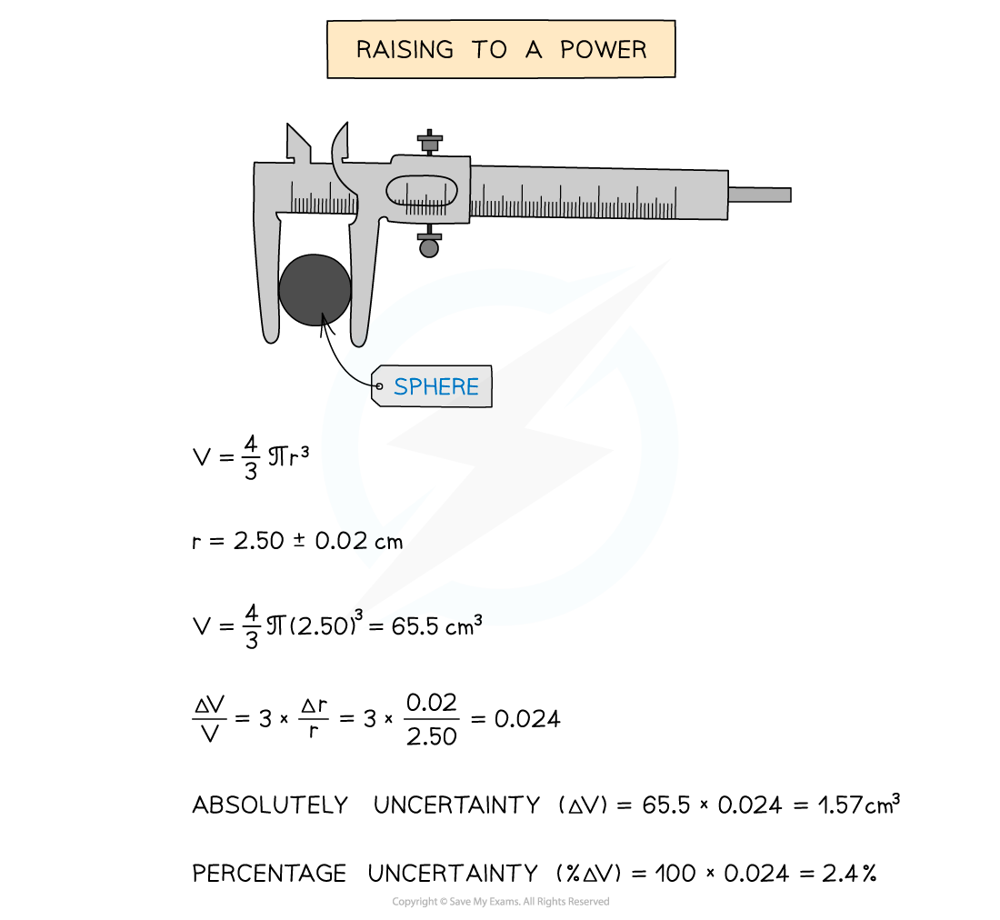 RAISING TO A POWER
SPHERE
V = 4/3 πr³
r = 2.50 ± 0.02 cm
V = 4/3 π(2.50)³ = 65.5 cm³
ΔV/V = 3 × Δr/r = 3 × 0.02/2.50 = 0.024
ABSOLUTELY UNCERTAINTY (ΔV) = 65.5 × 0.024 = 1.57cm³
PERCENTAGE UNCERTAINTY (%ΔV) = 100 × 0.024 = 2.4%
Copyright © Save My Exams. All Rights Reserved